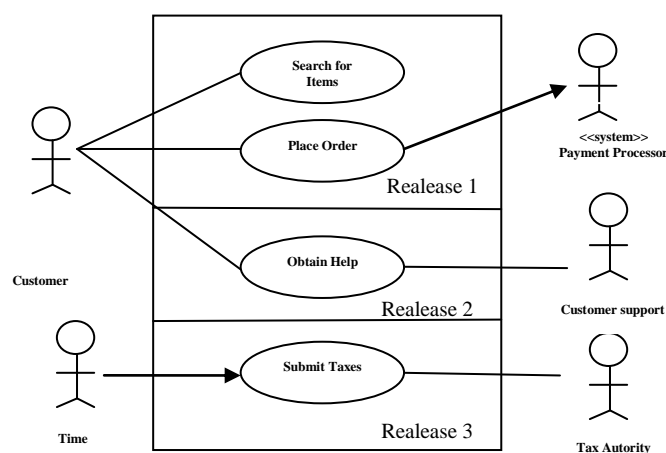 Search for
Items
Place Order
<<system>>
Payment Processor
Realease 1
Customer
Obtain Help
Realease 2
Customer support
Submit Taxes
Time
Realease 3
Tax Autority